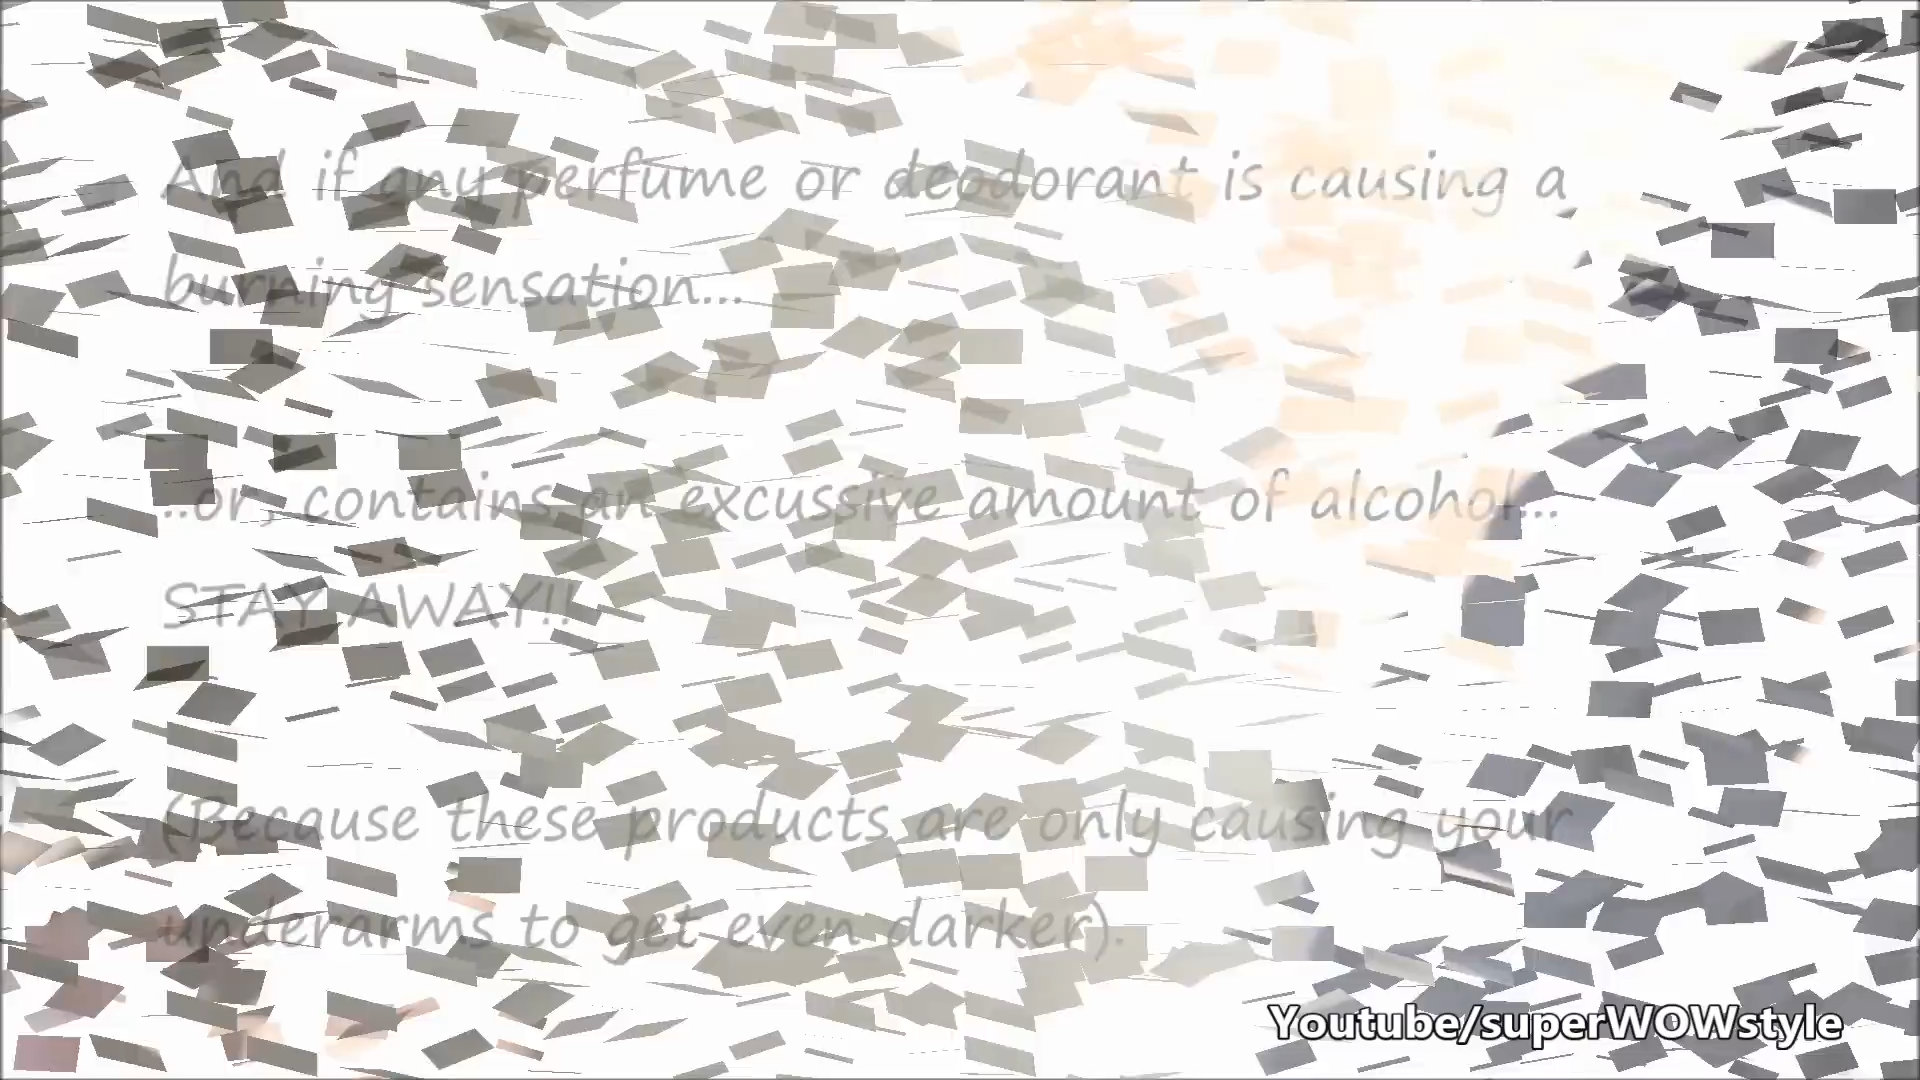 And if any perfume or deodorant is causing a
burning sensation...
..or, contains an excussive amount of alcohol...
STAY AWAY!!
(Because these products are only causing your
underarms to get even darker).
Youtube/superWOWstyle